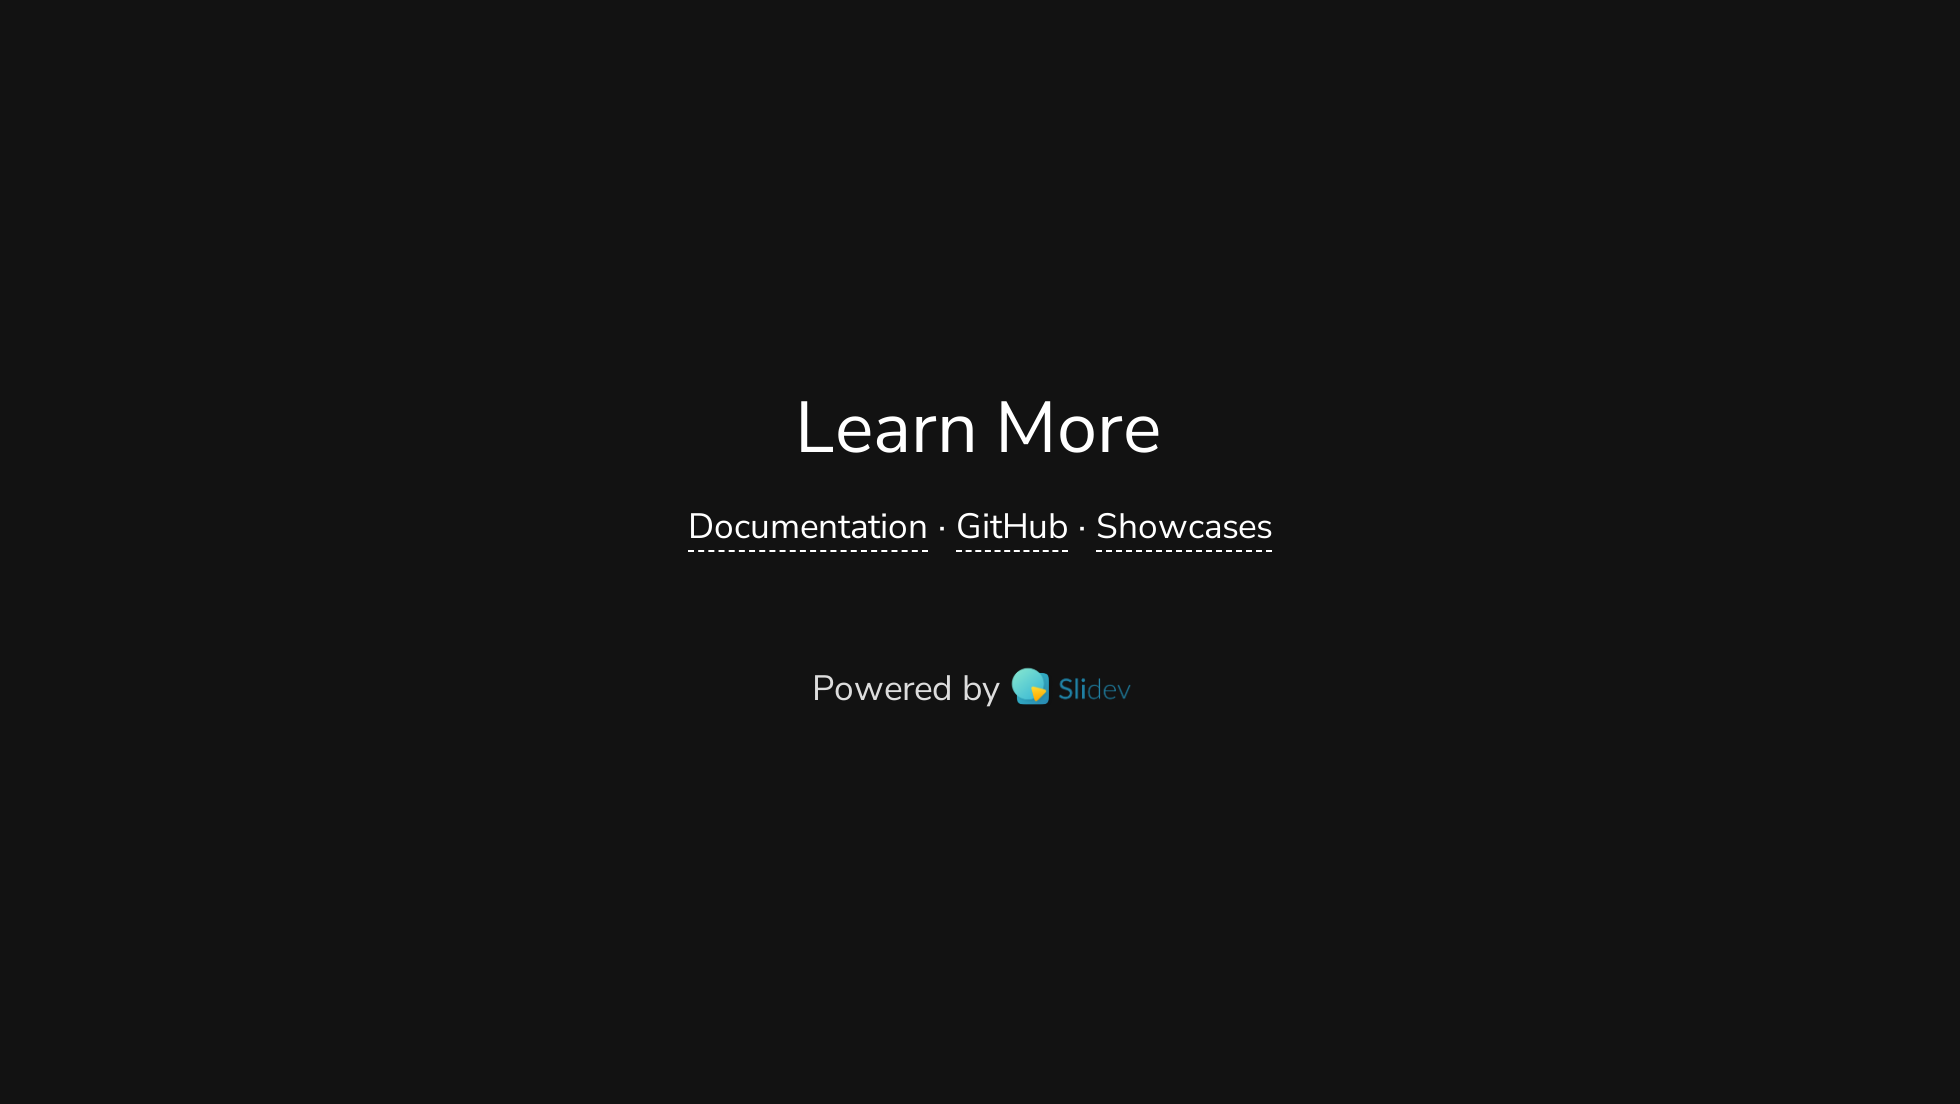 Learn More
Documentation · GitHub · Showcases
Powered by Slidev